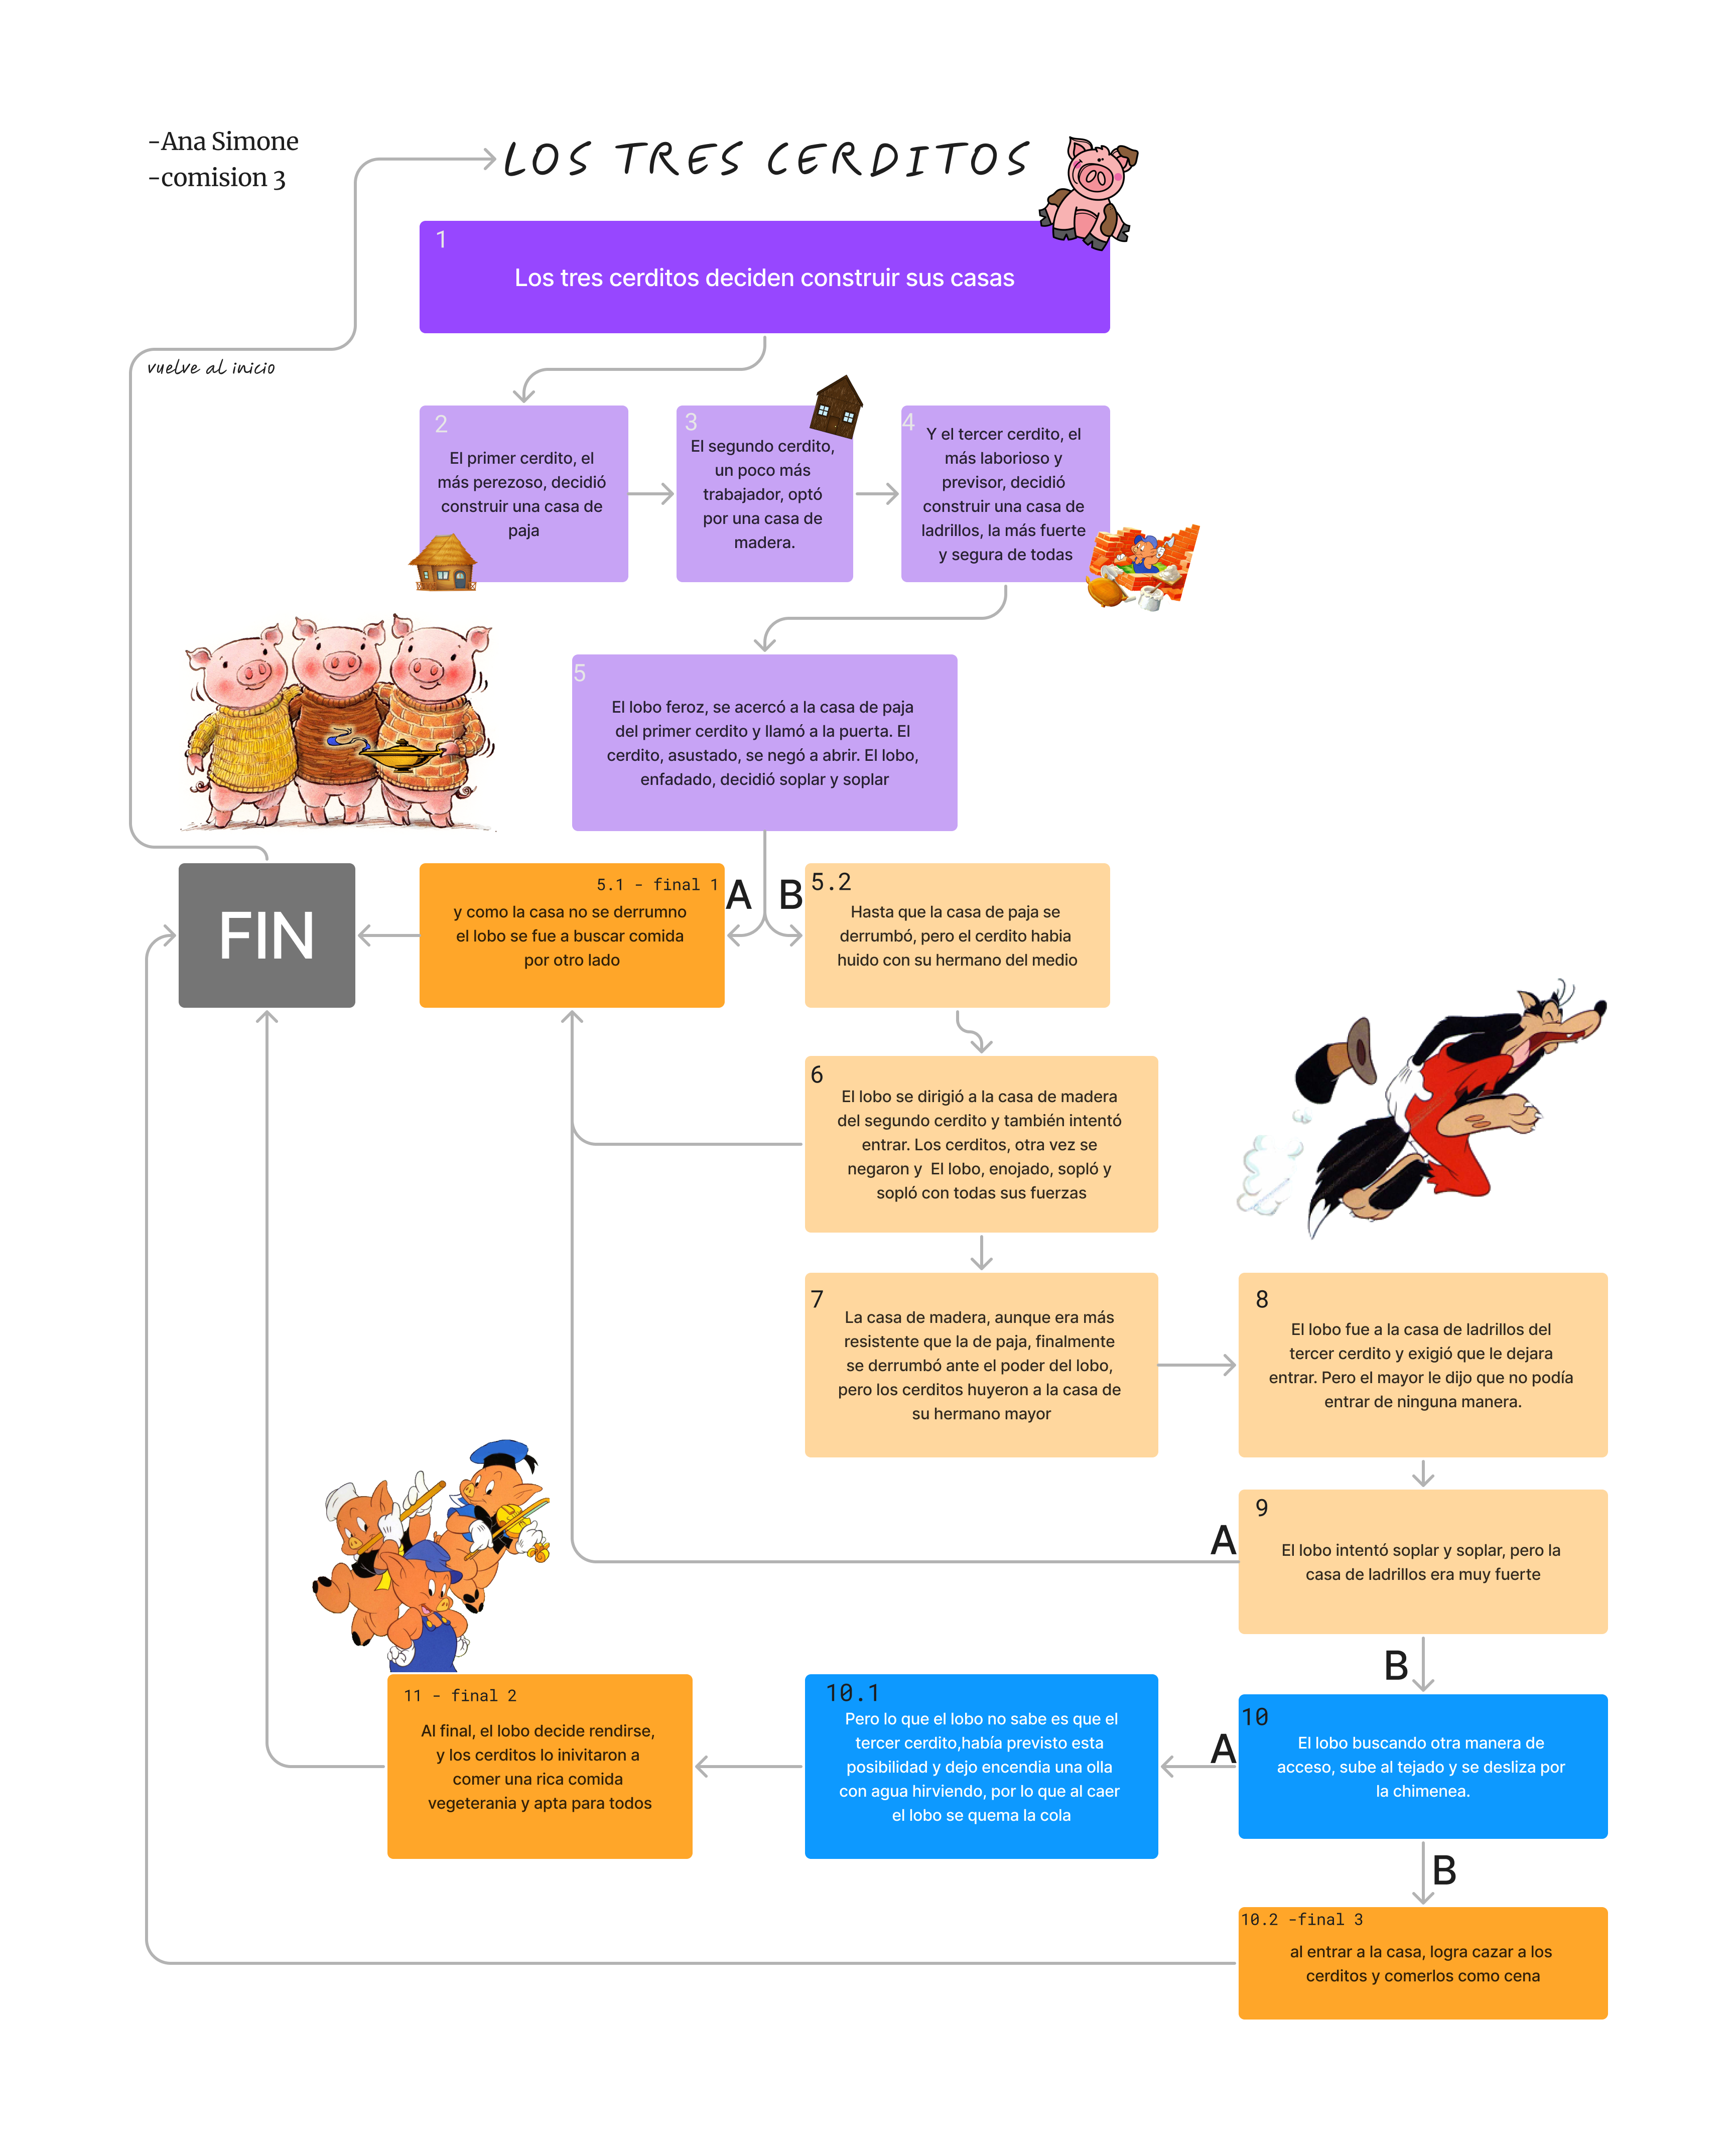 -Ana Simone
-comision 3
LOS TRES CERDITOS
1
Los tres cerditos deciden construir sus casas
vuelve al inicio
2
El primer cerdito, el
más perezoso, decidió
construir una casa de
paja
3
El segundo cerdito,
un poco más
trabajador, optó
por una casa de
madera.
4
Y el tercer cerdito, el
más laborioso y
previsor, decidió
construir una casa de
ladrillos, la más fuerte
y segura de todas
5
El lobo feroz, se acercó a la casa de paja
del primer cerdito y llamó a la puerta. El
cerdito, asustado, se negó a abrir. El lobo,
enfadado, decidió soplar y soplar
FIN
5.1 - final 1
y como la casa no se derrumno
el lobo se fue a buscar comida
por otro lado
A
B
5.2
Hasta que la casa de paja se
derrumbó, pero el cerdito habia
huido con su hermano del medio
6
El lobo se dirigió a la casa de madera
del segundo cerdito y también intentó
entrar. Los cerditos, otra vez se
negaron y  El lobo, enojado, sopló y
sopló con todas sus fuerzas
7
La casa de madera, aunque era más
resistente que la de paja, finalmente
se derrumbó ante el poder del lobo,
pero los cerditos huyeron a la casa de
su hermano mayor
8
El lobo fue a la casa de ladrillos del
tercer cerdito y exigió que le dejara
entrar. Pero el mayor le dijo que no podía
entrar de ninguna manera.
A
9
El lobo intentó soplar y soplar, pero la
casa de ladrillos era muy fuerte
B
11 - final 2
Al final, el lobo decide rendirse,
y los cerditos lo inivitaron a
comer una rica comida
vegeterania y apta para todos
10.1
Pero lo que el lobo no sabe es que el
tercer cerdito,había previsto esta
posibilidad y dejo encendia una olla
con agua hirviendo, por lo que al caer
el lobo se quema la cola
A
10
El lobo buscando otra manera de
acceso, sube al tejado y se desliza por
la chimenea.
B
10.2 -final 3
al entrar a la casa, logra cazar a los
cerditos y comerlos como cena